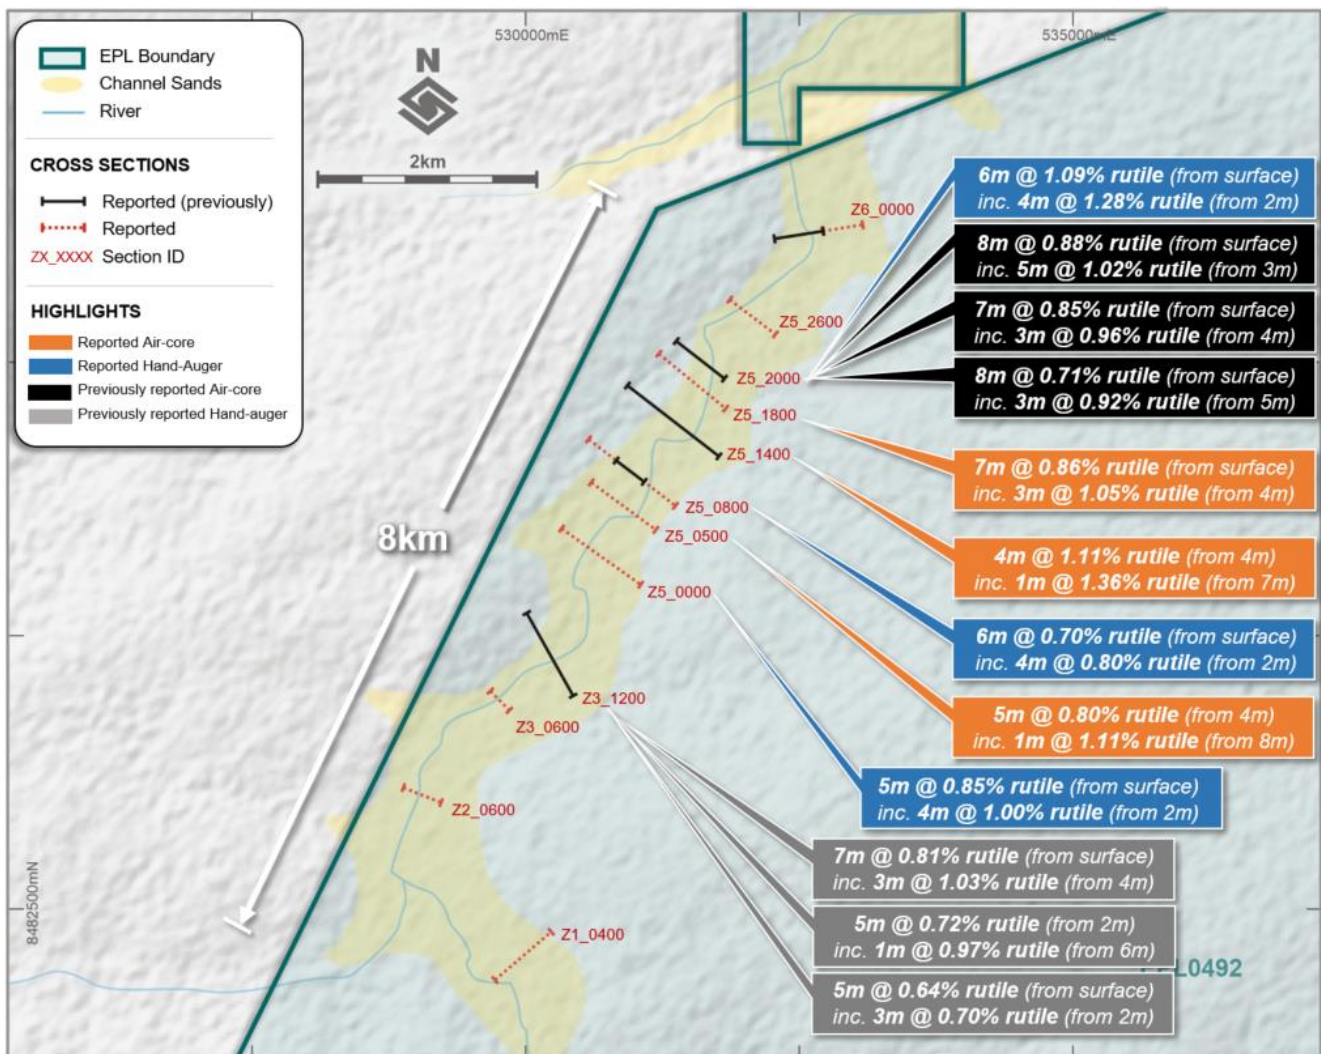 530000mE
535000mE
EPL Boundary
Channel Sands
River
CROSS SECTIONS
Reported (previously)
Reported
ZX_XXXX Section ID
HIGHLIGHTS
Reported Air-core
Reported Hand-Auger
Previously reported Air-core
Previously reported Hand-auger
N
2km
8km
Z6_0000
Z5_2600
Z5_2000
Z5_1800
Z5_1400
Z5_0800
Z5_0500
Z5_0000
Z3_1200
Z3_0600
Z2_0600
Z1_0400
6m @ 1.09% rutile (from surface)
inc. 4m @ 1.28% rutile (from 2m)
8m @ 0.88% rutile (from surface)
inc. 5m @ 1.02% rutile (from 3m)
7m @ 0.85% rutile (from surface)
inc. 3m @ 0.96% rutile (from 4m)
8m @ 0.71% rutile (from surface)
inc. 3m @ 0.92% rutile (from 5m)
7m @ 0.86% rutile (from surface)
inc. 3m @ 1.05% rutile (from 4m)
4m @ 1.11% rutile (from 4m)
inc. 1m @ 1.36% rutile (from 7m)
6m @ 0.70% rutile (from surface)
inc. 4m @ 0.80% rutile (from 2m)
5m @ 0.80% rutile (from 4m)
inc. 1m @ 1.11% rutile (from 8m)
5m @ 0.85% rutile (from surface)
inc. 4m @ 1.00% rutile (from 2m)
7m @ 0.81% rutile (from surface)
inc. 3m @ 1.03% rutile (from 4m)
5m @ 0.72% rutile (from 2m)
inc. 1m @ 0.97% rutile (from 6m)
5m @ 0.64% rutile (from surface)
inc. 3m @ 0.70% rutile (from 2m)
8482500mN